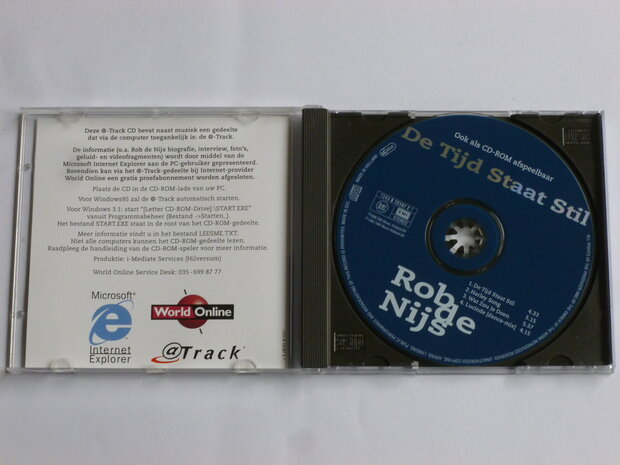 Deze @-Track CD bevat naast muziek een gedeelte
dat via de computer toegankelijk is: de @-Track.
De informatie (o.a. Rob de Nijs biografie, interview, foto's,
geluid- en videofragmenten) wordt door middel van de
Microsoft Internet Explorer aan de PC-gebruiker gepresenteerd.
Bovendien kan via het @-Track-gedeelte bij Internet-provider
World Online een gratis proefabonnement worden afgesloten.
Plaats de CD in de CD-ROM-lade van uw PC.
Voor Windows95 zal de @-Track automatisch starten.
Voor Windows 3.1: start "[Letter CD-ROM-Drive]:\START.EXE"
vanuit Programmabeheer (Bestand ->Starten_).
Het bestand START.EXE staat in de root van het CD-ROM-gedeelte.
Meer informatie vindt u in het bestand LEESME.TXT.
Niet alle computers kunnen het CD-ROM-gedeelte lezen.
Raadpleeg de handleiding van de CD-ROM-speler voor meer informatie.
Produktie: i-Mediate Services (Hilversum)
World Online Service Desk: 035 - 699 87 77
Microsoft®
Internet
Explorer
World Online
@Track™
Ook als CD-ROM afspeelbaar
De Tijd Staat Stil
Rob de Nijs
1. De Tijd Staat Stil 4.33
2. Harley Song 5.15
3. Wat Zou Je Doen 5.37
4. Lucinda [dance-mix] 4.15